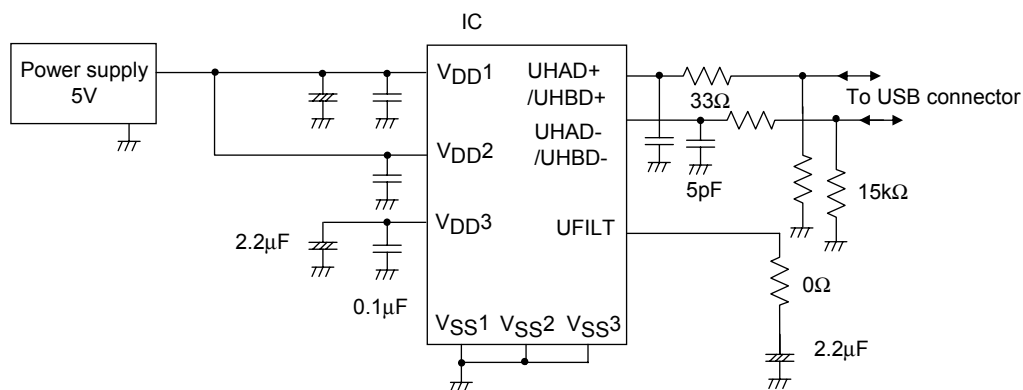 IC
Power supply
5V
VDD1
VDD2
VDD3
2.2μF
0.1μF
VSS1 VSS2 VSS3
UHAD+
/UHBD+
UHAD-
/UHBD-
UFILT
33Ω
To USB connector
5pF
15kΩ
0Ω
2.2μF